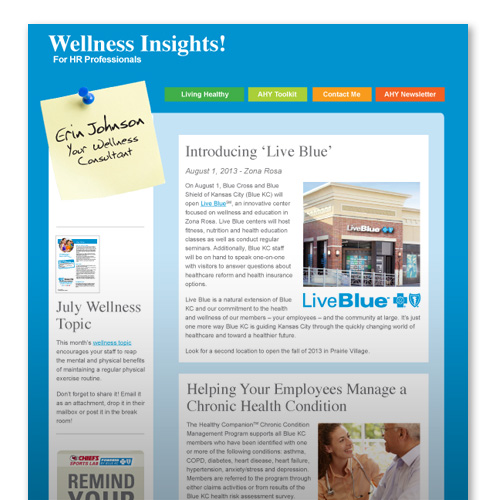 Wellness Insights!
For HR Professionals
Living Healthy
AHY Toolkit
Contact Me
AHY Newsletter
Erin Johnson
Your Wellness
Consultant
Introducing ‘Live Blue’
August 1, 2013 - Zona Rosa
On August 1, Blue Cross and Blue
Shield of Kansas City (Blue KC) will
open Live Blue℠, an innovative center
focused on wellness and education in
Zona Rosa. Live Blue centers will host
fitness, nutrition and health education
classes as well as conduct regular
seminars. Additionally, Blue KC staff
will be on hand to speak one-on-one
with visitors to answer questions about
healthcare reform and health insurance
options.
LiveBlue
LiveBlue
Live Blue is a natural extension of Blue
KC and our commitment to the health
and wellness of our members – your employees – and the community at large. It's just
one more way Blue KC is guiding Kansas City through the quickly changing world of
healthcare and toward a healthier future.
Look for a second location to open the fall of 2013 in Prairie Village.
July Wellness
Topic
This month's wellness topic
encourages your staff to reap
the mental and physical benefits
of maintaining a regular physical
exercise routine.
Don't forget to share it! Email it
as an attachment, drop it in their
mailbox or post it in the break
room!
CHIEFS
SPORTS LAB
REMIND
YOUR
Helping Your Employees Manage a
Chronic Health Condition
The Healthy Companion™ Chronic Condition
Management Program supports all Blue KC
members who have been identified with one
or more of the following conditions: asthma,
COPD, diabetes, heart disease, heart failure,
hypertension, anxiety/stress and depression.
Members are referred to the program through
either claims activities or from results of the
Blue KC health risk assessment survey.